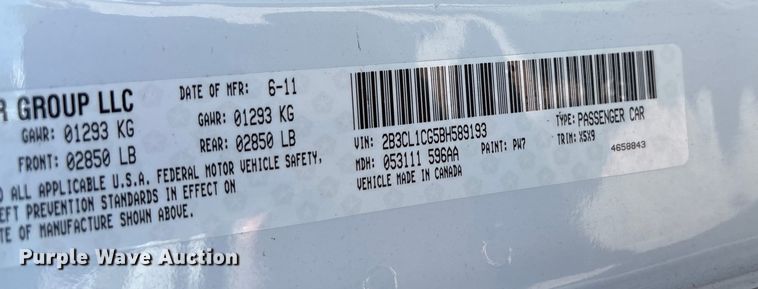 R GROUP LLC
DATE OF MFR: 6-11
GAWR: 01293 KG
GAWR: 01293 KG
FRONT: 02850 LB
REAR: 02850 LB
ALL APPLICABLE U.S.A. FEDERAL MOTOR VEHICLE SAFETY,
EFT PREVENTION STANDARDS IN EFFECT ON
TE OF MANUFACTURE SHOWN ABOVE.
VIN: 2B3CL1CG5BH589193
TYPE: PASSENGER CAR
MDH: 053111 596AA
PAINT: PW7
TRIM: X5X9
VEHICLE MADE IN CANADA
4658843
Purple Wave Auction